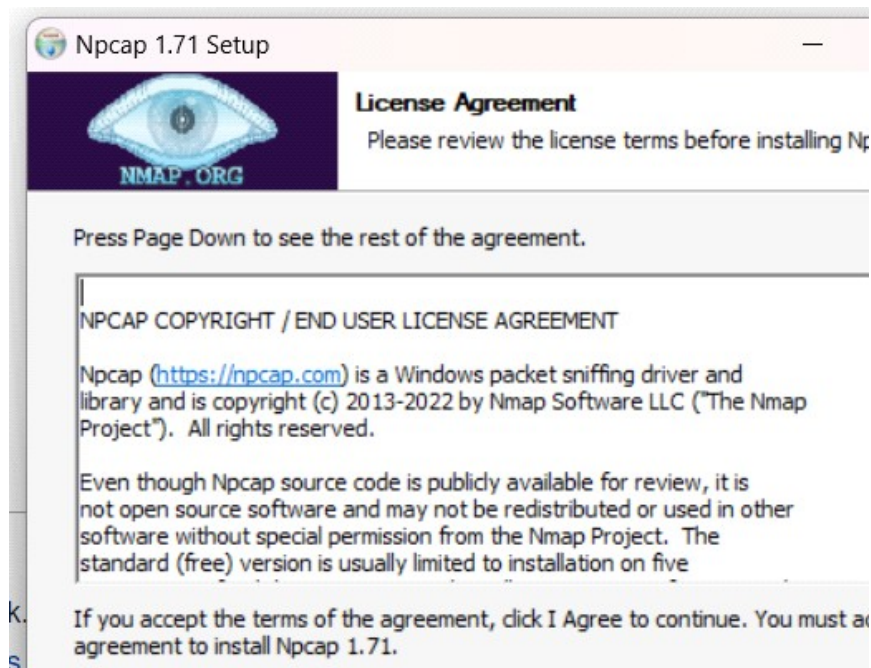 Npcap 1.71 Setup
License Agreement
Please review the license terms before installing
NMAP.ORG
Press Page Down to see the rest of the agreement.
NPCAP COPYRIGHT / END USER LICENSE AGREEMENT
Npcap (https://npcap.com) is a Windows packet sniffing driver and
library and is copyright (c) 2013-2022 by Nmap Software LLC ("The Nmap
Project"). All rights reserved.
Even though Npcap source code is publicly available for review, it is
not open source software and may not be redistributed or used in other
software without special permission from the Nmap Project. The
standard (free) version is usually limited to installation on five
If you accept the terms of the agreement, click I Agree to continue. You must
agreement to install Npcap 1.71.